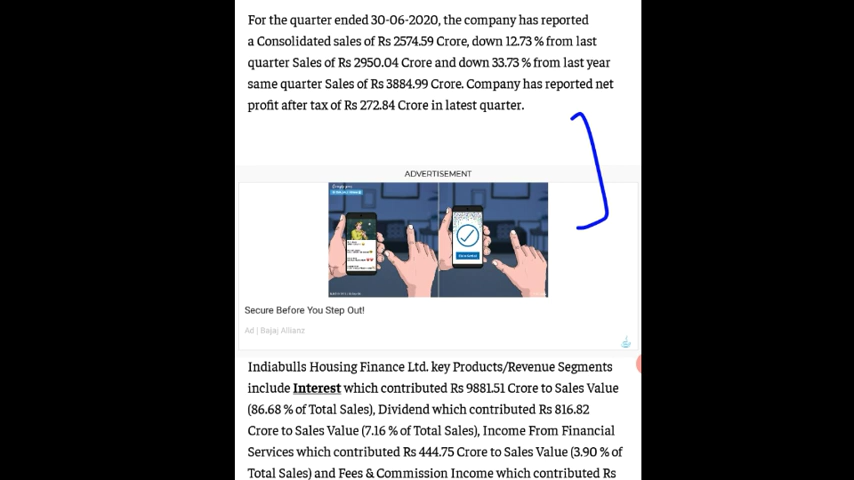 For the quarter ended 30-06-2020, the company has reported
a Consolidated sales of Rs 2574.59 Crore, down 12.73 % from last
quarter Sales of Rs 2950.04 Crore and down 33.73 % from last year
same quarter Sales of Rs 3884.99 Crore. Company has reported net
profit after tax of Rs 272.84 Crore in latest quarter.
ADVERTISEMENT
Secure Before You Step Out!
Ad | Bajaj Allianz
Indiabulls Housing Finance Ltd. key Products/Revenue Segments
include Interest which contributed Rs 9881.51 Crore to Sales Value
(86.68 % of Total Sales), Dividend which contributed Rs 816.82
Crore to Sales Value (7.16 % of Total Sales), Income From Financial
Services which contributed Rs 444.75 Crore to Sales Value (3.90 % of
Total Sales) and Fees & Commission Income which contributed Rs